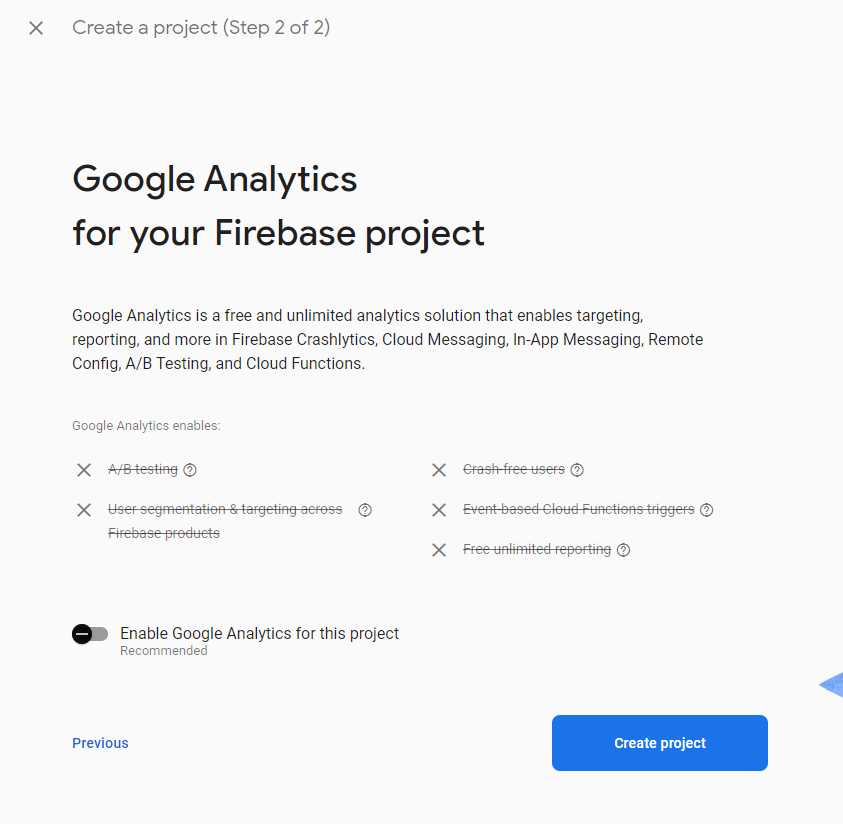 Create a project (Step 2 of 2)
Google Analytics
for your Firebase project
Google Analytics is a free and unlimited analytics solution that enables targeting,
reporting, and more in Firebase Crashlytics, Cloud Messaging, In-App Messaging, Remote
Config, A/B Testing, and Cloud Functions.
Google Analytics enables:
A/B testing
User segmentation & targeting across
Firebase products
Crash-free users
Event-based Cloud Functions triggers
Free unlimited reporting
Enable Google Analytics for this project
Recommended
Previous
Create project